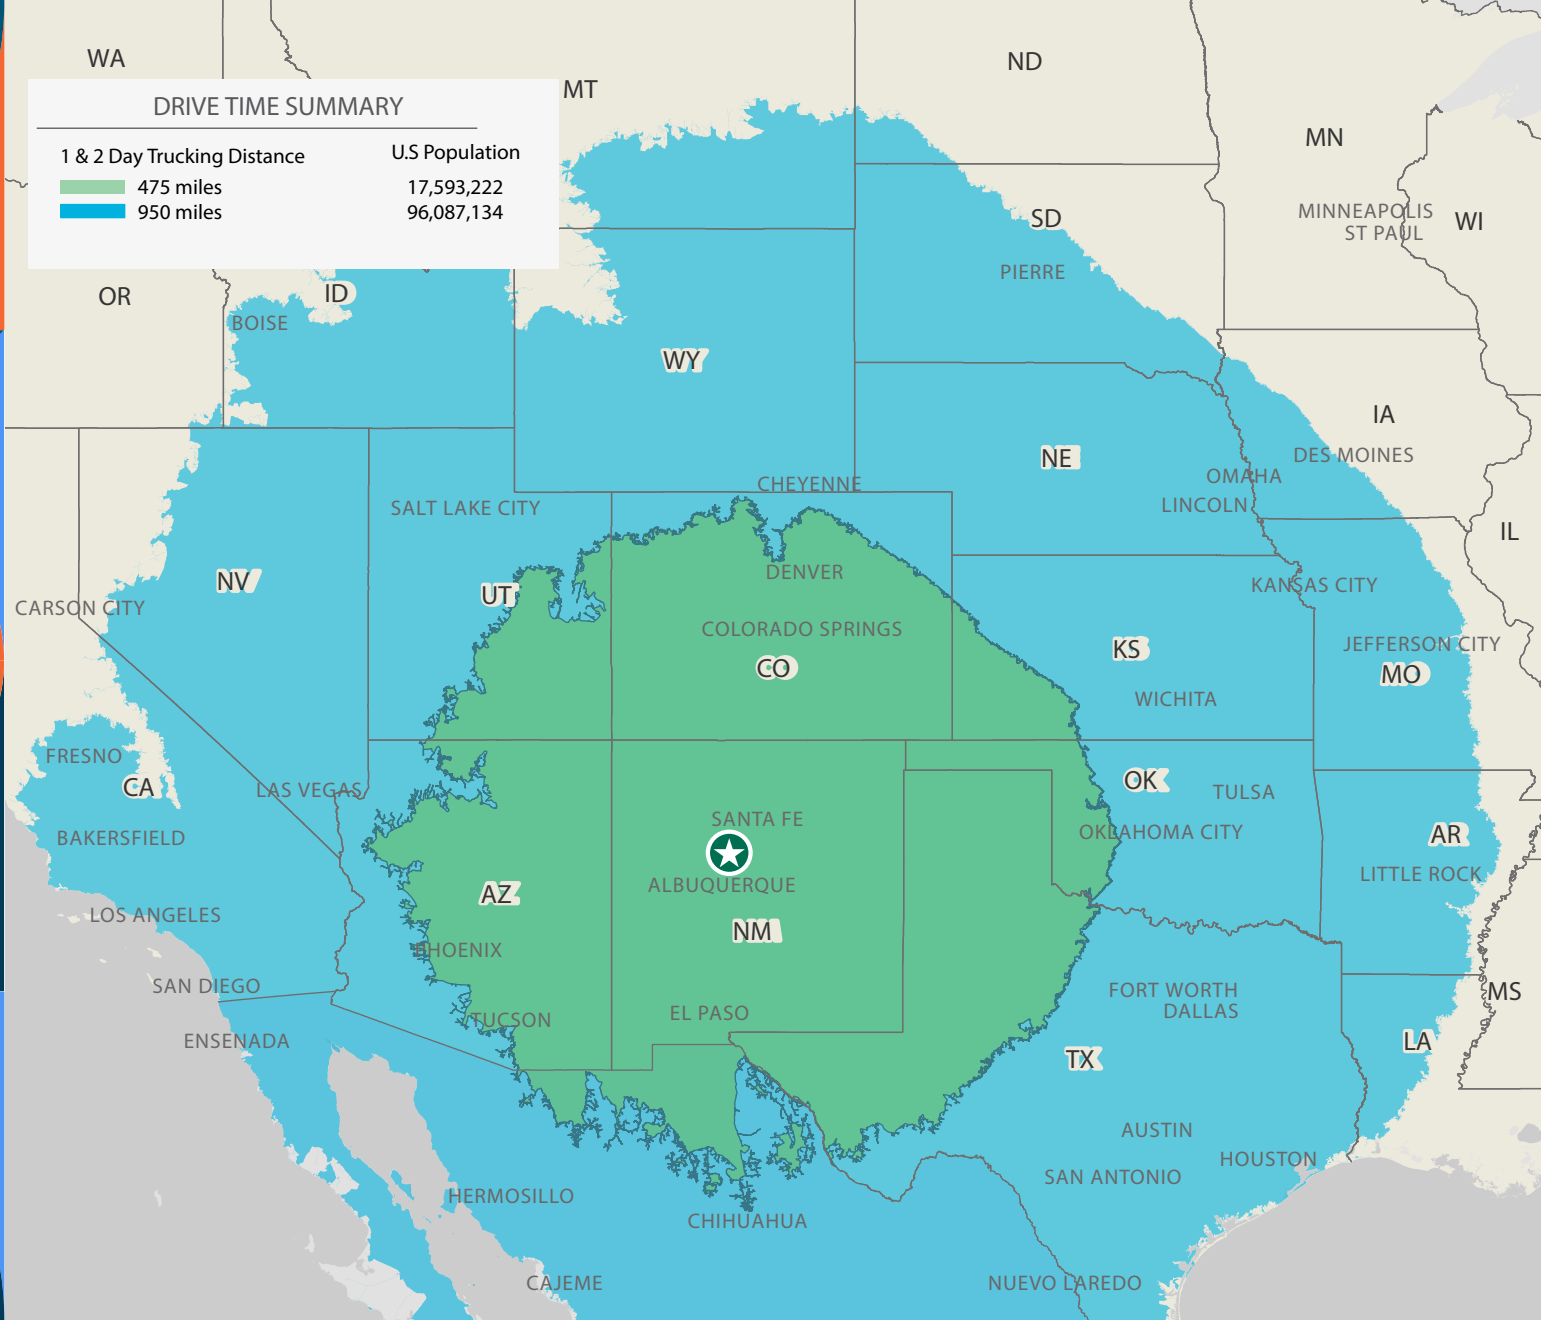 WA
MT
ND
MN
DRIVE TIME SUMMARY
1 & 2 Day Trucking Distance
U.S Population
475 miles
17,593,222
950 miles
96,087,134
SD
MINNEAPOLIS
ST PAUL
WI
PIERRE
OR
ID
BOISE
WY
IA
NE
DES MOINES
OMAHA
LINCOLN
CHEYENNE
SALT LAKE CITY
IL
DENVER
NV
UT
KANSAS CITY
CARSON CITY
COLORADO SPRINGS
CO
KS
JEFFERSON CITY
MO
WICHITA
FRESNO
CA
LAS VEGAS
OK
TULSA
SANTA FE
BAKERSFIELD
OKLAHOMA CITY
AR
ALBUQUERQUE
LITTLE ROCK
AZ
LOS ANGELES
NM
PHOENIX
SAN DIEGO
FORT WORTH
DALLAS
MS
EL PASO
TUCSON
ENSENADA
LA
TX
AUSTIN
HOUSTON
SAN ANTONIO
HERMOSILLO
CHIHUAHUA
CAJEME
NUEVO LAREDO